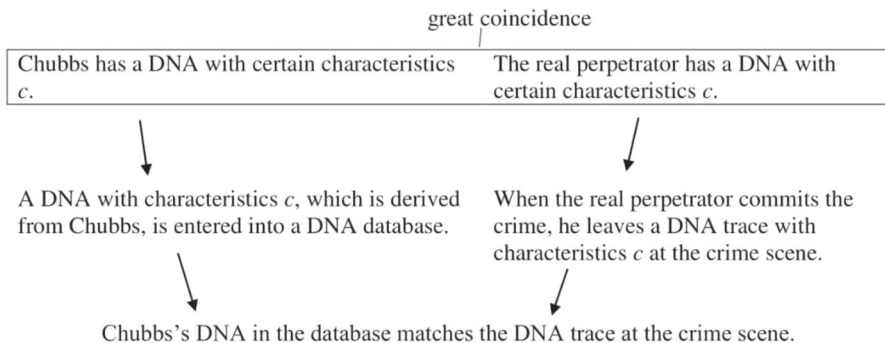 great coincidence
Chubbs has a DNA with certain characteristics
c.
The real perpetrator has a DNA with
certain characteristics c.
A DNA with characteristics c, which is derived
from Chubbs, is entered into a DNA database.
When the real perpetrator commits the
crime, he leaves a DNA trace with
characteristics c at the crime scene.
Chubbs's DNA in the database matches the DNA trace at the crime scene.